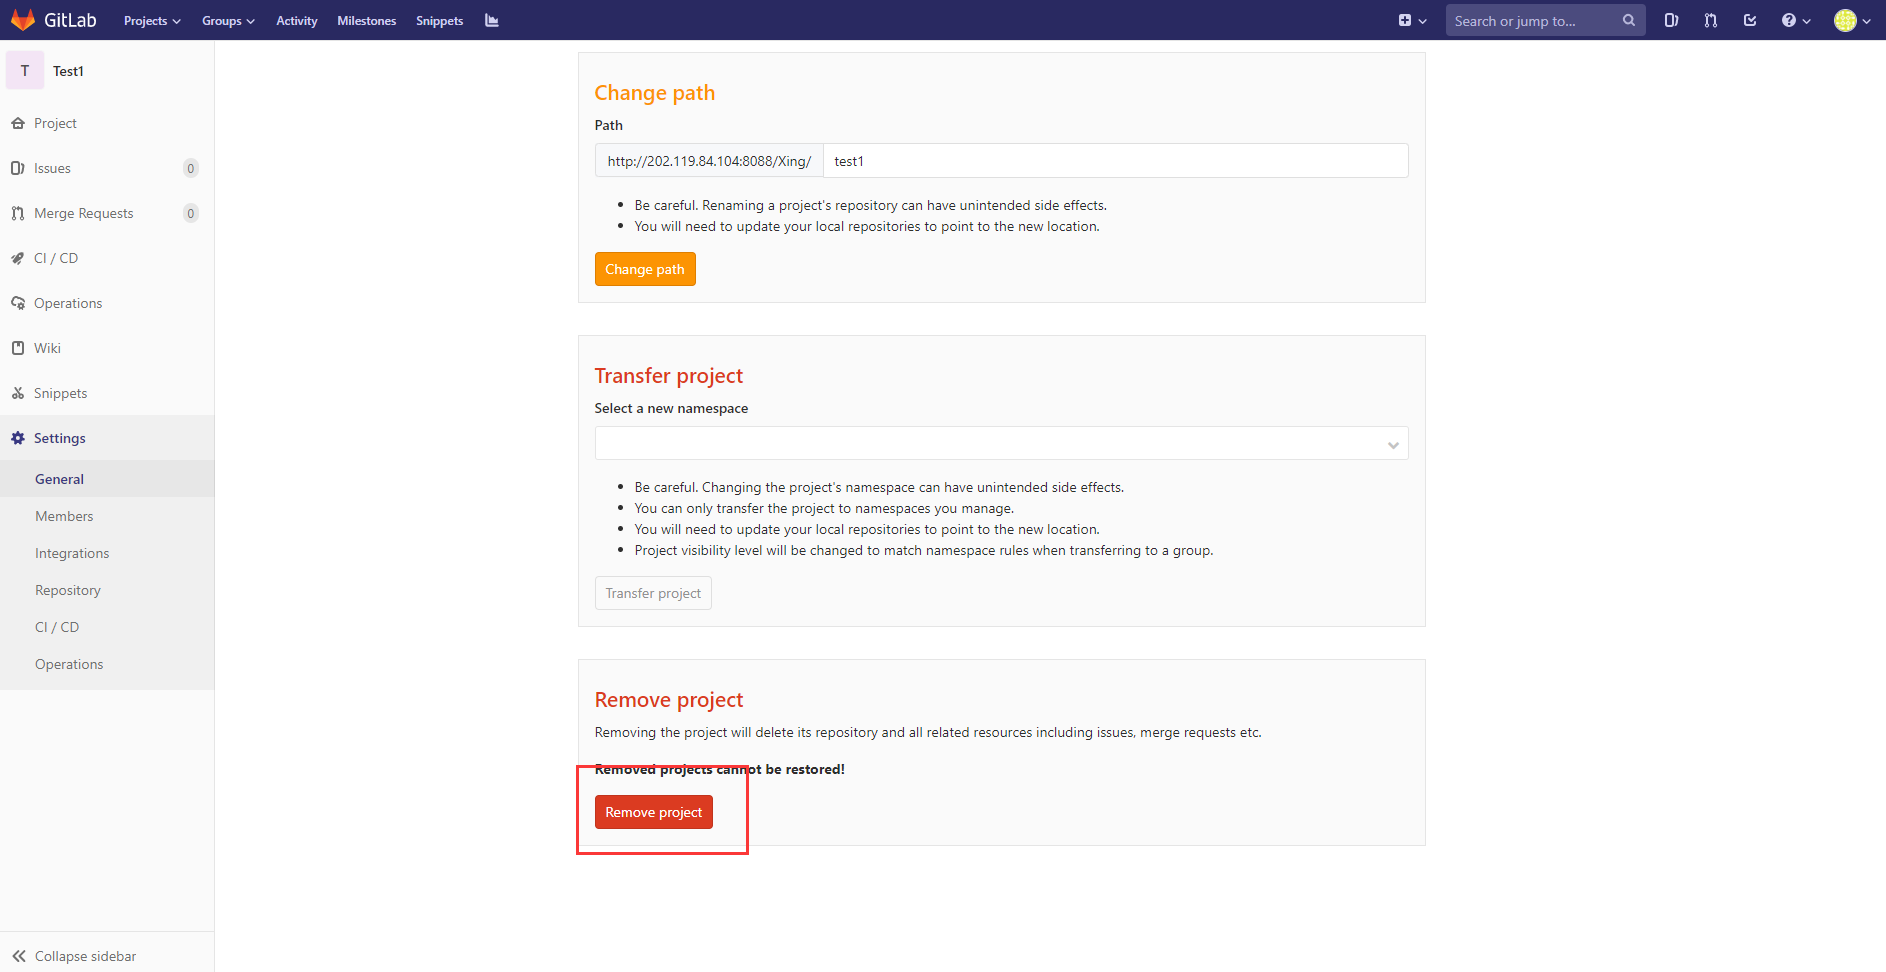 GitLab Projects Groups Activity Milestones Snippets Search or jump to...
T Test1
Project
Issues 0
Merge Requests 0
CI / CD
Operations
Wiki
Snippets
Settings
General
Members
Integrations
Repository
CI / CD
Operations
Collapse sidebar
Change path
Path
http://202.119.84.104:8088/Xing/ test1
Be careful. Renaming a project's repository can have unintended side effects.
You will need to update your local repositories to point to the new location.
Change path
Transfer project
Select a new namespace
Be careful. Changing the project's namespace can have unintended side effects.
You can only transfer the project to namespaces you manage.
You will need to update your local repositories to point to the new location.
Project visibility level will be changed to match namespace rules when transferring to a group.
Transfer project
Remove project
Removing the project will delete its repository and all related resources including issues, merge requests etc.
Removed projects cannot be restored!
Remove project